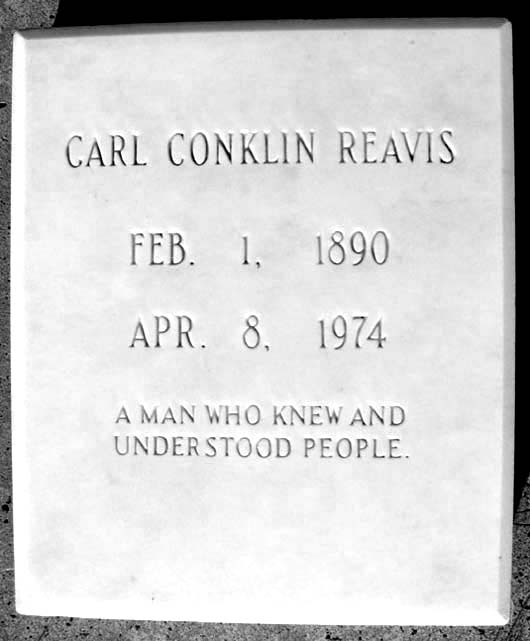 CARL CONKLIN REAVIS
FEB. 1, 1890
APR. 8, 1974
A MAN WHO KNEW AND
UNDERSTOOD PEOPLE.